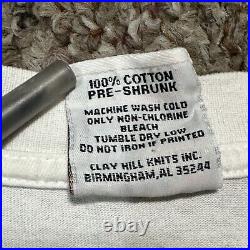 100% COTTON
PRE-SHRUNK
MACHINE WASH COLD
ONLY NON-CHLORINE
BLEACH
TUMBLE DRY LOW
DO NOT IRON IF PRINTED
CLAY HILL KNITS INC.
BIRMINGHAM, AL 35244